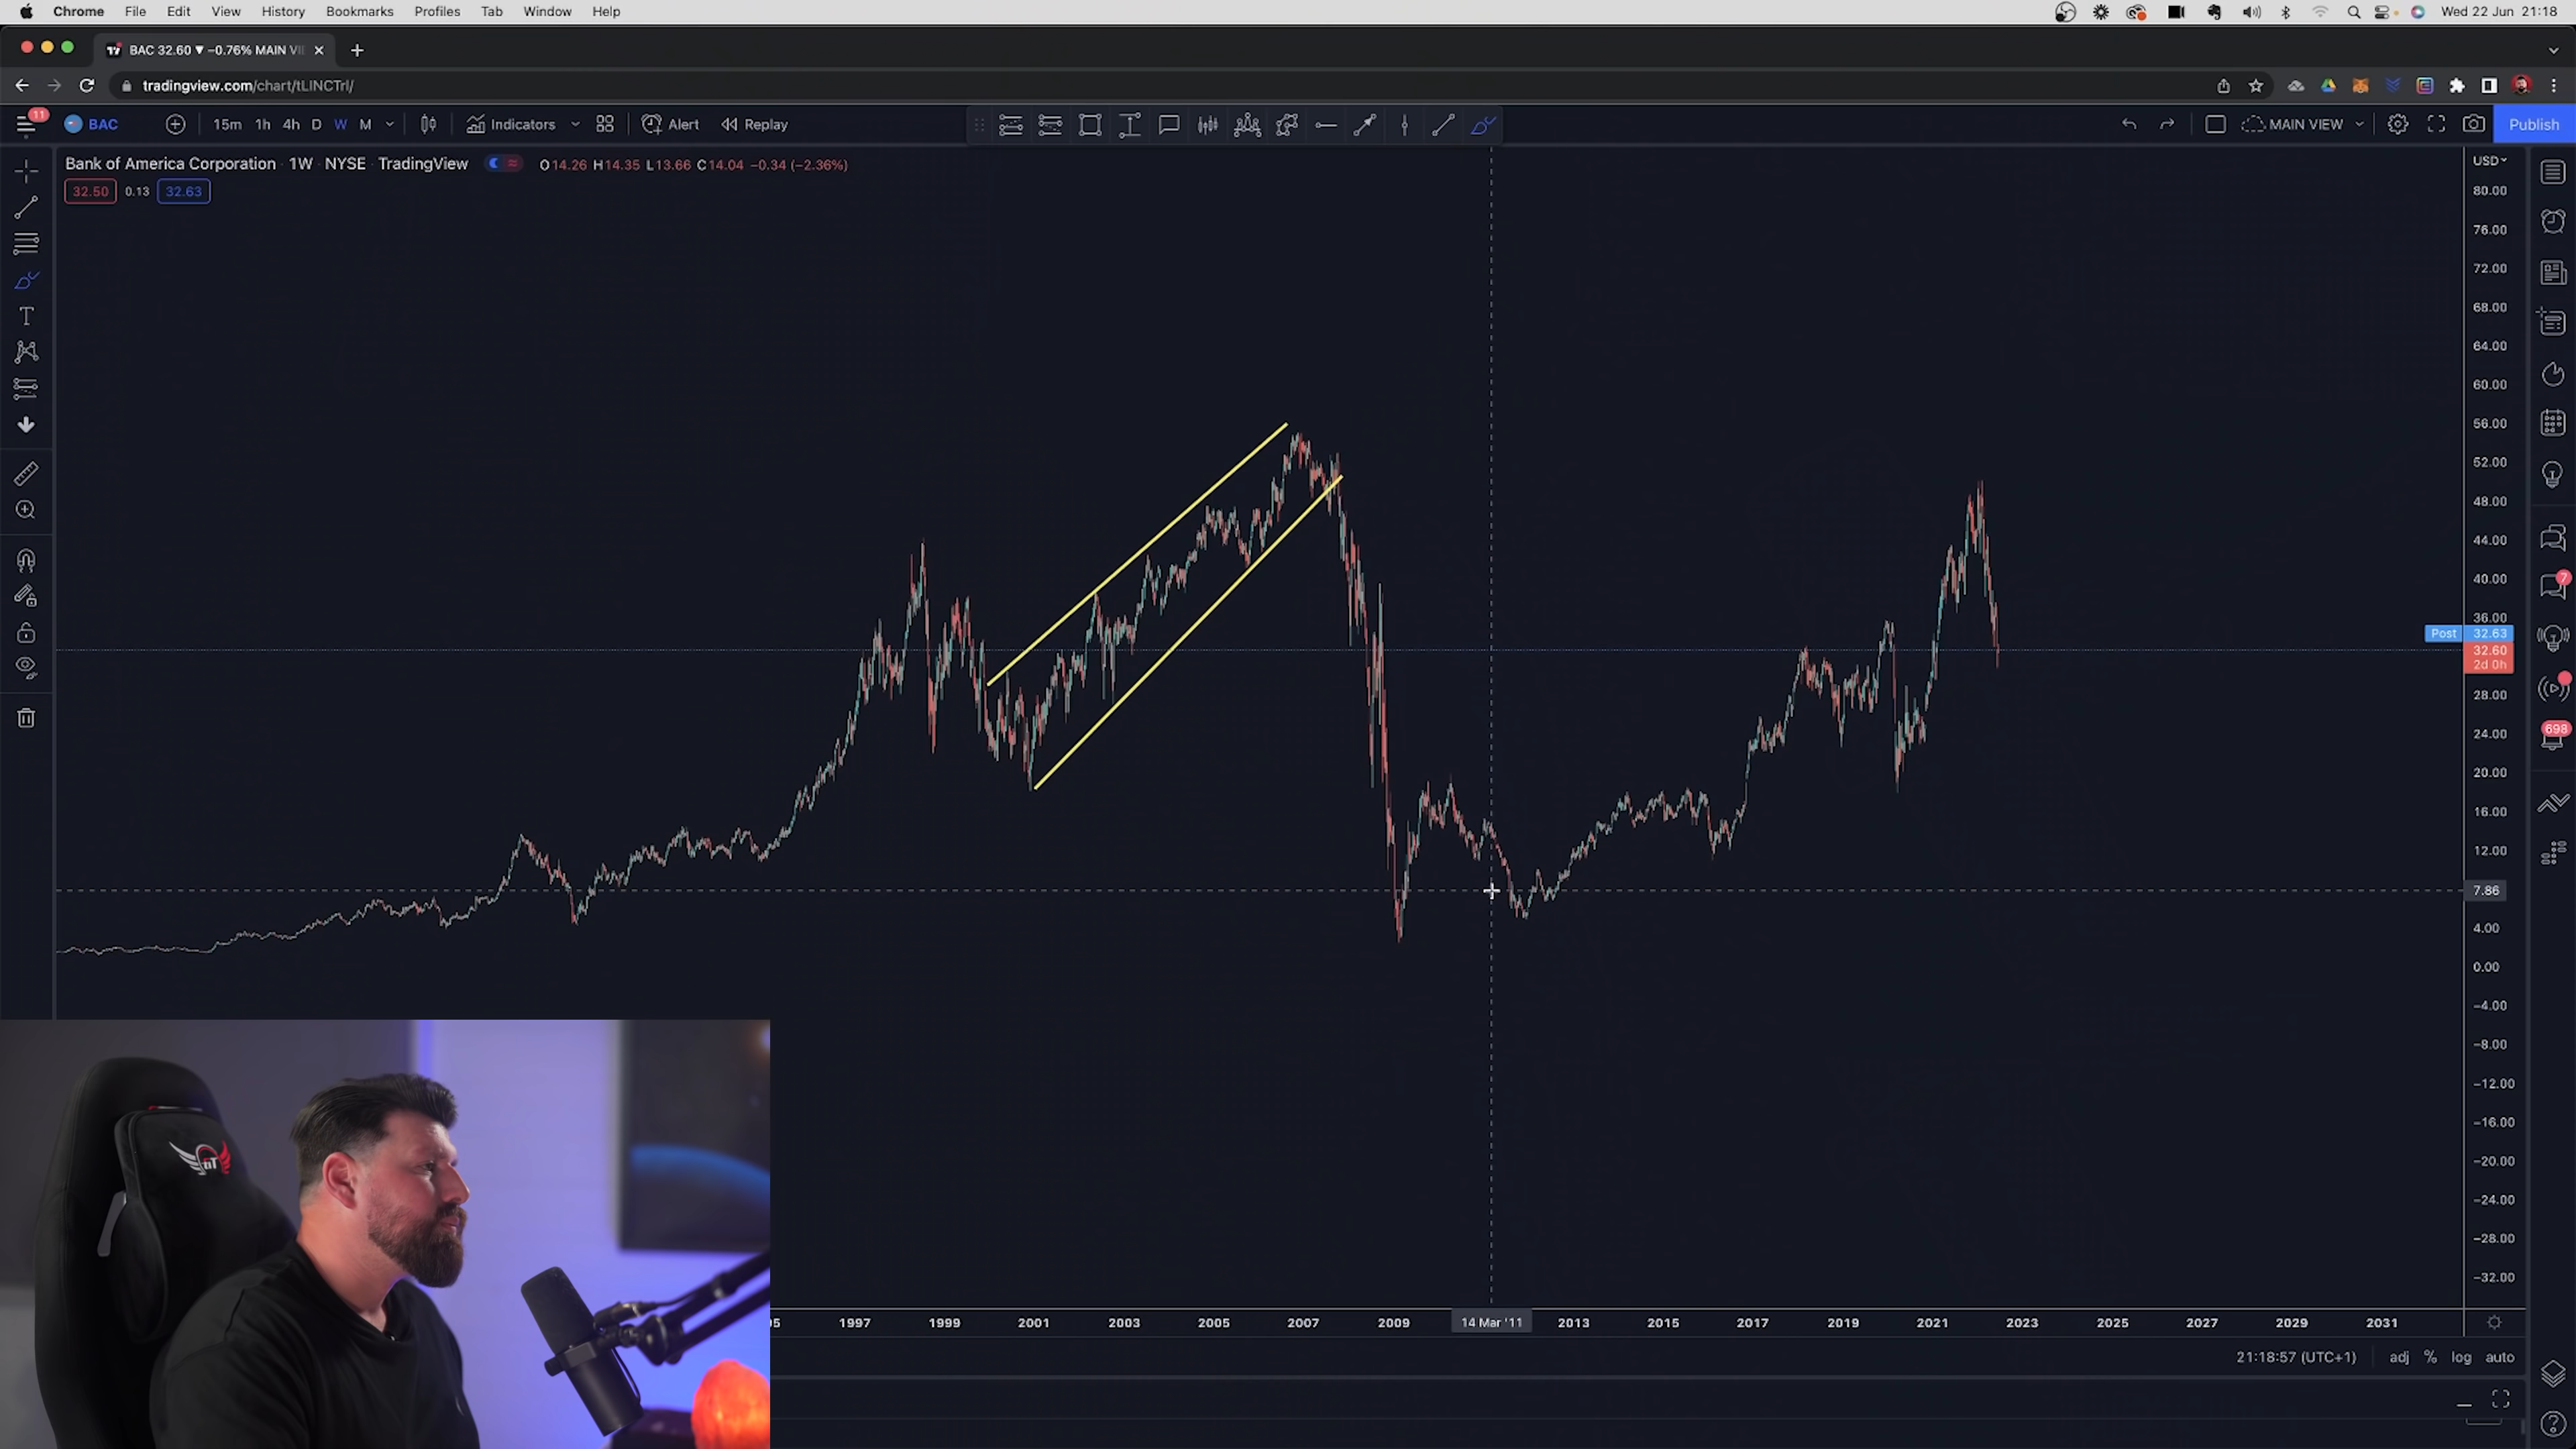 Chrome File Edit View History Bookmarks Profiles Tab Window Help Wed 22 Jun 21:18
BAC 32.60 ▼ −0.76% MAIN VI
tradingview.com/chart/tLINCTrl/
11 BAC 15m 1h 4h D W M Indicators Alert Replay MAIN VIEW Publish
Bank of America Corporation 1W NYSE TradingView O14.26 H14.35 L13.66 C14.04 −0.34 (−2.36%)
32.50 0.13 32.63
USD
80.00
76.00
72.00
68.00
64.00
60.00
56.00
52.00
48.00
44.00
40.00
7
36.00
Post 32.63
32.60
2d 0h
28.00
24.00
698
20.00
16.00
12.00
7.86
4.00
0.00
−4.00
−8.00
−12.00
−16.00
−20.00
−24.00
−28.00
−32.00
95 1997 1999 2001 2003 2005 2007 2009 14 Mar '11 2013 2015 2017 2019 2021 2023 2025 2027 2029 2031
21:18:57 (UTC+1) adj % log auto